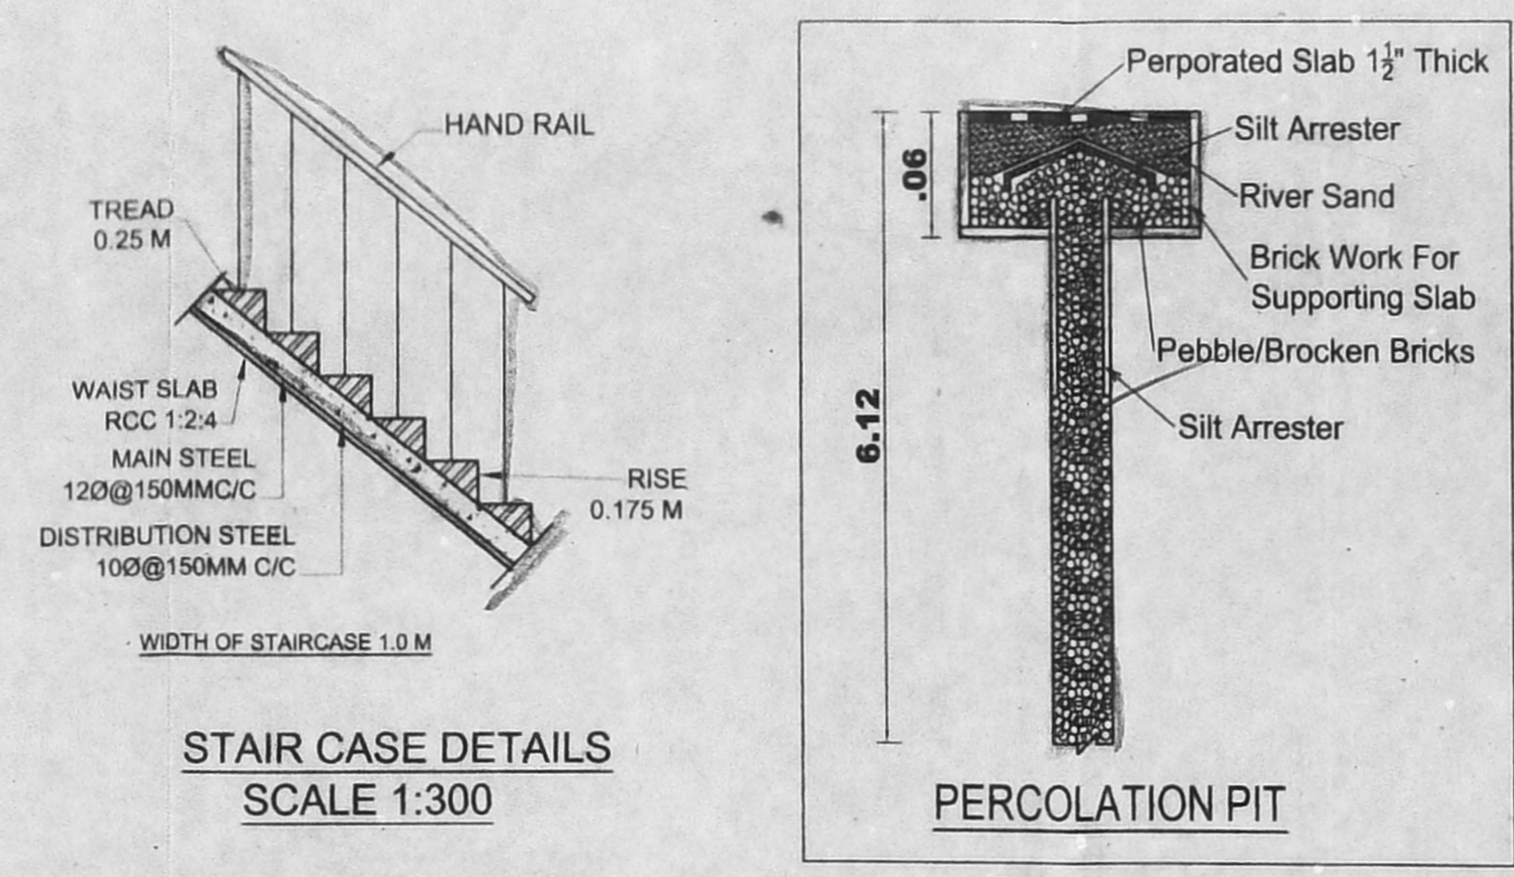 HAND RAIL
TREAD
0.25 M
WAIST SLAB
RCC 1:2:4
MAIN STEEL
12Ø@150MMC/C
DISTRIBUTION STEEL
10Ø@150MM C/C
RISE
0.175 M
WIDTH OF STAIRCASE 1.0 M
STAIR CASE DETAILS
SCALE 1:300
Perporated Slab 1½" Thick
Silt Arrester
River Sand
Brick Work For
Supporting Slab
Pebble/Brocken Bricks
Silt Arrester
.06
6.12
PERCOLATION PIT